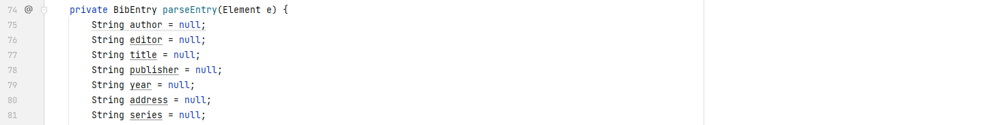 74 @ private BibEntry parseEntry(Element e) {
75 String author = null;
76 String editor = null;
77 String title = null;
78 String publisher = null;
79 String year = null;
80 String address = null;
81 String series = null;